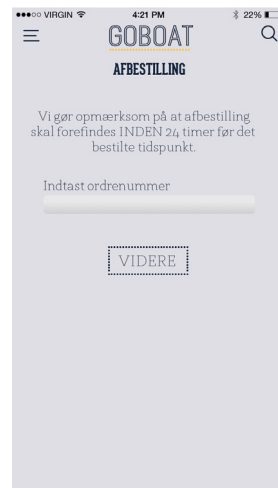 VIRGIN 4:21 PM 22%
GOBOAT
AFBESTILLING
Vi gør opmærksom på at afbestilling
skal forefindes INDEN 24 timer før det
bestilte tidspunkt.
Indtast ordrenummer
VIDERE